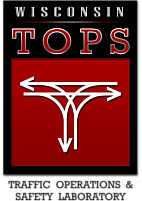 WISCONSIN
TOPS
TRAFFIC OPERATIONS &
SAFETY LABORATORY